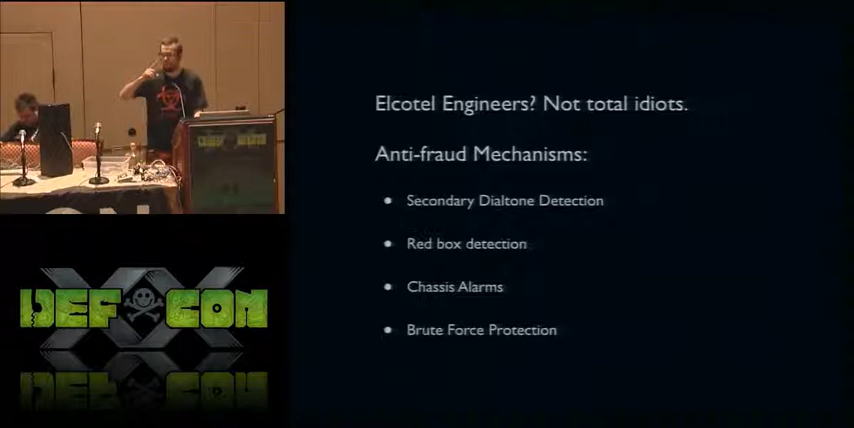 Elcotel Engineers? Not total idiots.
Anti-fraud Mechanisms:
Secondary Dialtone Detection
Red box detection
Chassis Alarms
Brute Force Protection
XX
DEF CON